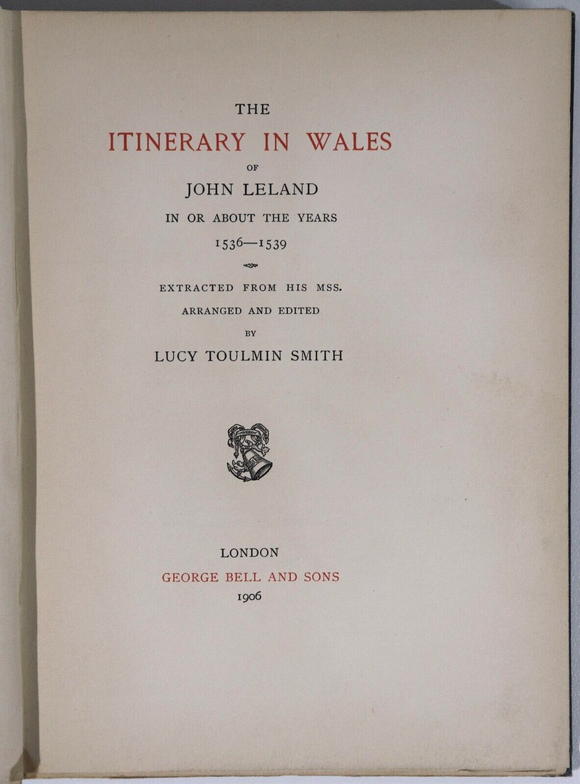 THE
ITINERARY IN WALES
OF
JOHN LELAND
IN OR ABOUT THE YEARS
1536—1539
EXTRACTED FROM HIS MSS.
ARRANGED AND EDITED
BY
LUCY TOULMIN SMITH
LONDON
GEORGE BELL AND SONS
1906